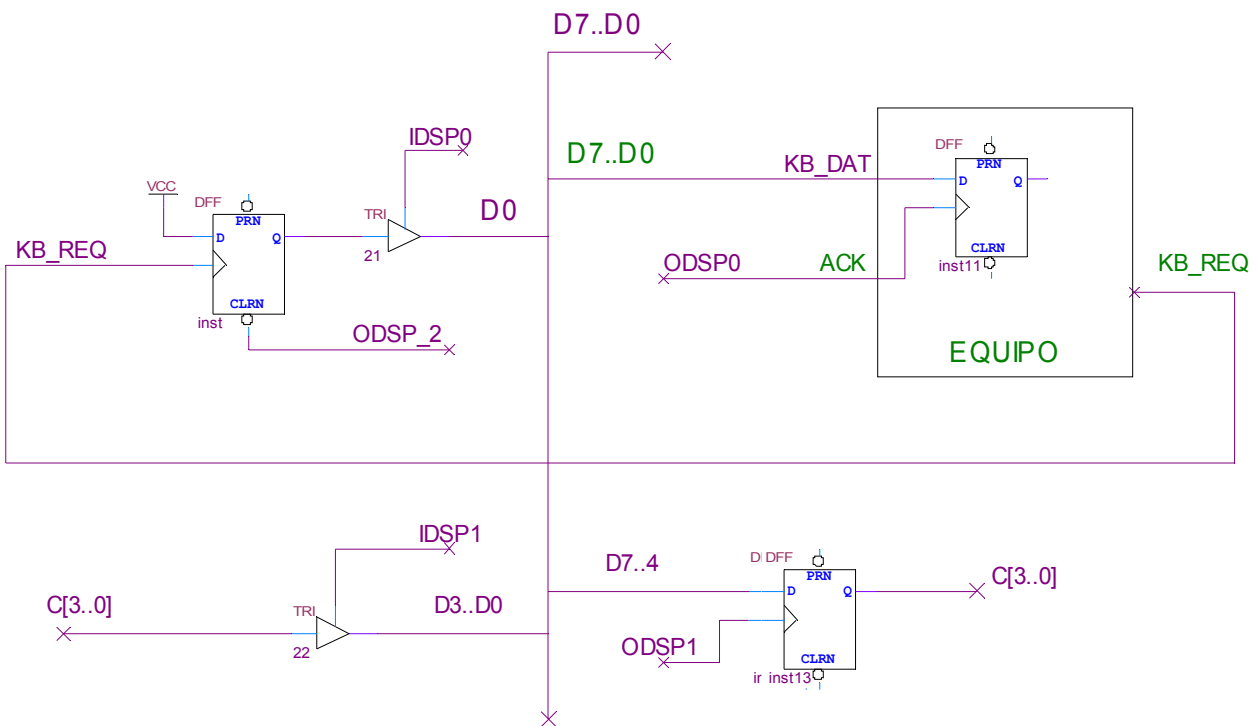 D7..D0
IDSP0
D7..D0
KB_DAT
DFF
PRN
D
Q
CLRN
inst11
VCC
DFF
PRN
D
Q
CLRN
inst
TRI
21
D0
KB_REQ
ODSP0
ACK
KB_REQ
ODSP_2
EQUIPO
IDSP1
C[3..0]
TRI
22
D3..D0
D7..4
D DFF
PRN
D
Q
CLRN
ir inst13
C[3..0]
ODSP1